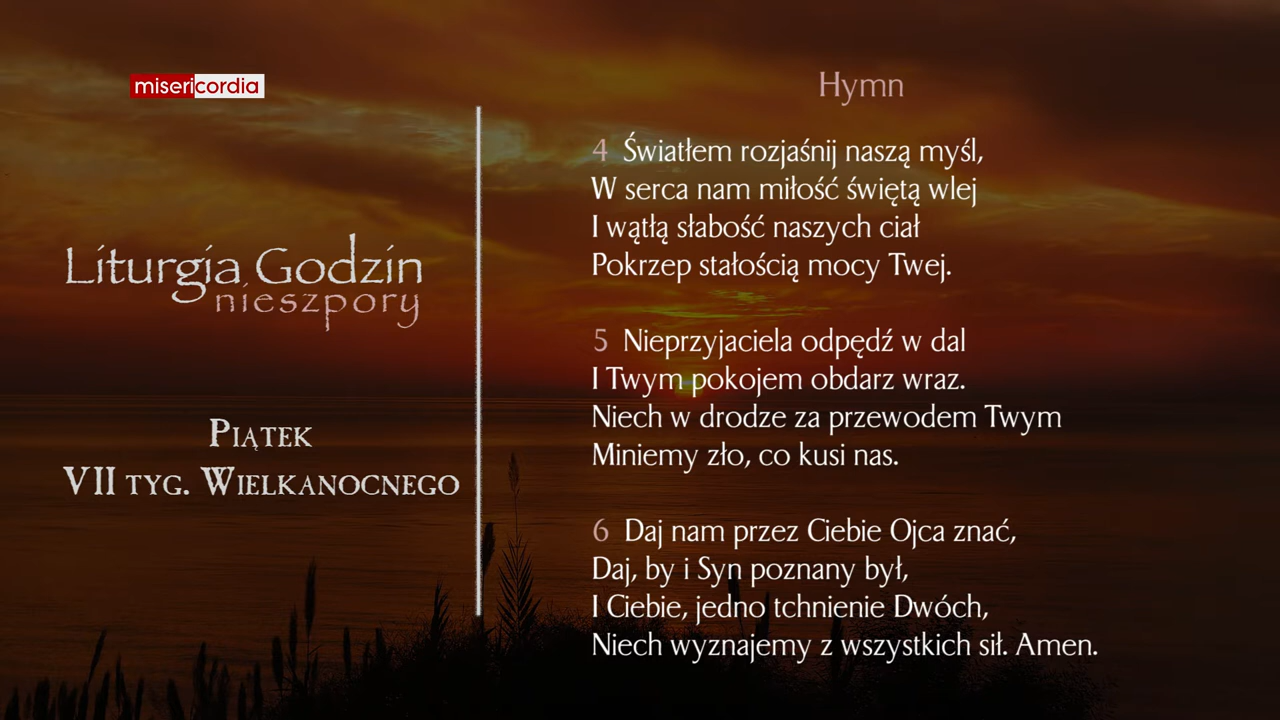 misericordia
Liturgia Godzin
nieszpory
Piątek
VII tyg. Wielkanocnego
Hymn
4 Światłem rozjaśnij naszą myśl,
W serca nam miłość świętą wlej
I wątłą słabość naszych ciał
Pokrzep stałością mocy Twej.
5 Nieprzyjaciela odpędź w dal
I Twym pokojem obdarz wraz.
Niech w drodze za przewodem Twym
Miniemy zło, co kusi nas.
6 Daj nam przez Ciebie Ojca znać,
Daj, by i Syn poznany był,
I Ciebie, jedno tchnienie Dwóch,
Niech wyznajemy z wszystkich sił. Amen.